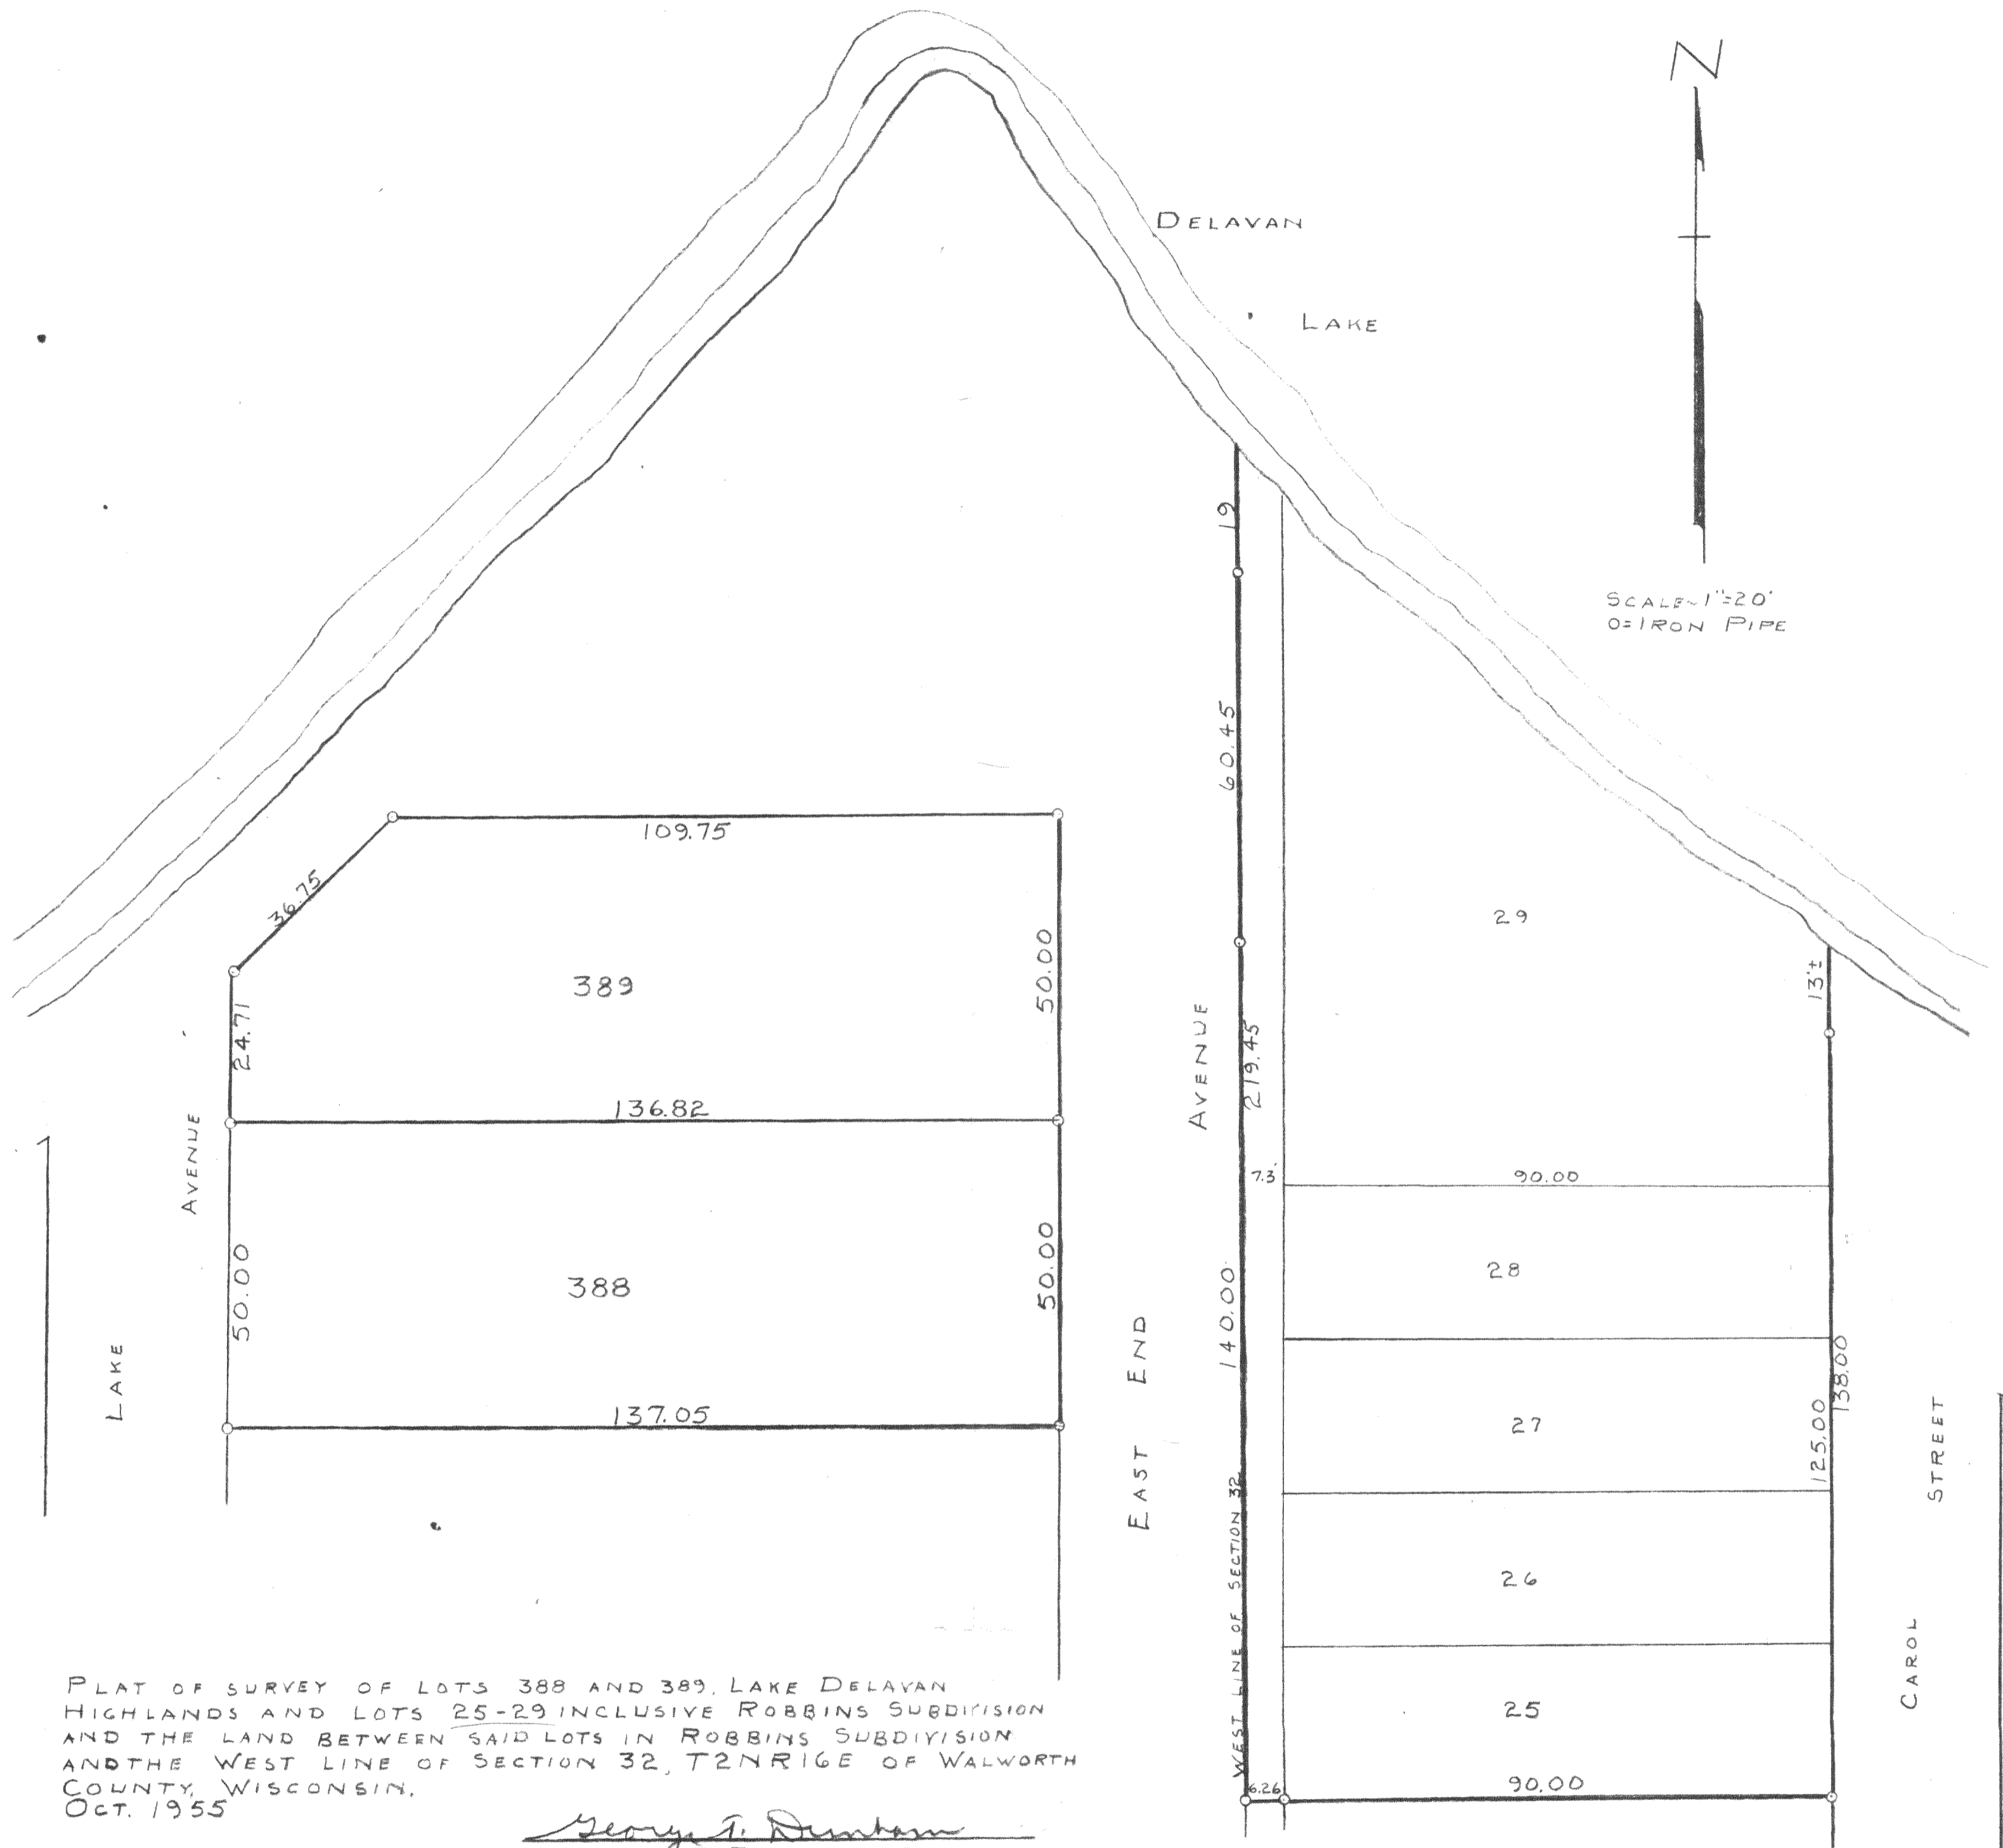 N
DELAVAN
LAKE
SCALE~1"=20'
O=IRON PIPE
19
60.45
109.75
36.75
29
50.00
389
13'±
24.71
AVENUE
219.45
136.82
AVENUE
7.3'
90.00
28
50.00
388
50.00
140.00
138.00
LAKE
137.05
EAST END
27
125.00
STREET
WEST LINE OF SECTION 32
26
CAROL
25
6.26
90.00
PLAT OF SURVEY OF LOTS 388 AND 389, LAKE DELAVAN
HIGHLANDS AND LOTS 25-29 INCLUSIVE ROBBINS SUBDIVISION
AND THE LAND BETWEEN SAID LOTS IN ROBBINS SUBDIVISION
AND THE WEST LINE OF SECTION 32, T2NR16E OF WALWORTH
COUNTY, WISCONSIN.
OCT. 1955
George T. Dunham